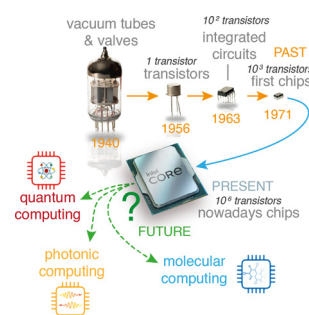 vacuum tubes
& valves
1940
1 transistor
transistors
1956
10² transistors
integrated
circuits
1963
PAST
10³ transistors
first chips
1971
intel
CORE
PRESENT
10⁶ transistors
nowadays chips
?
FUTURE
quantum
computing
photonic
computing
molecular
computing